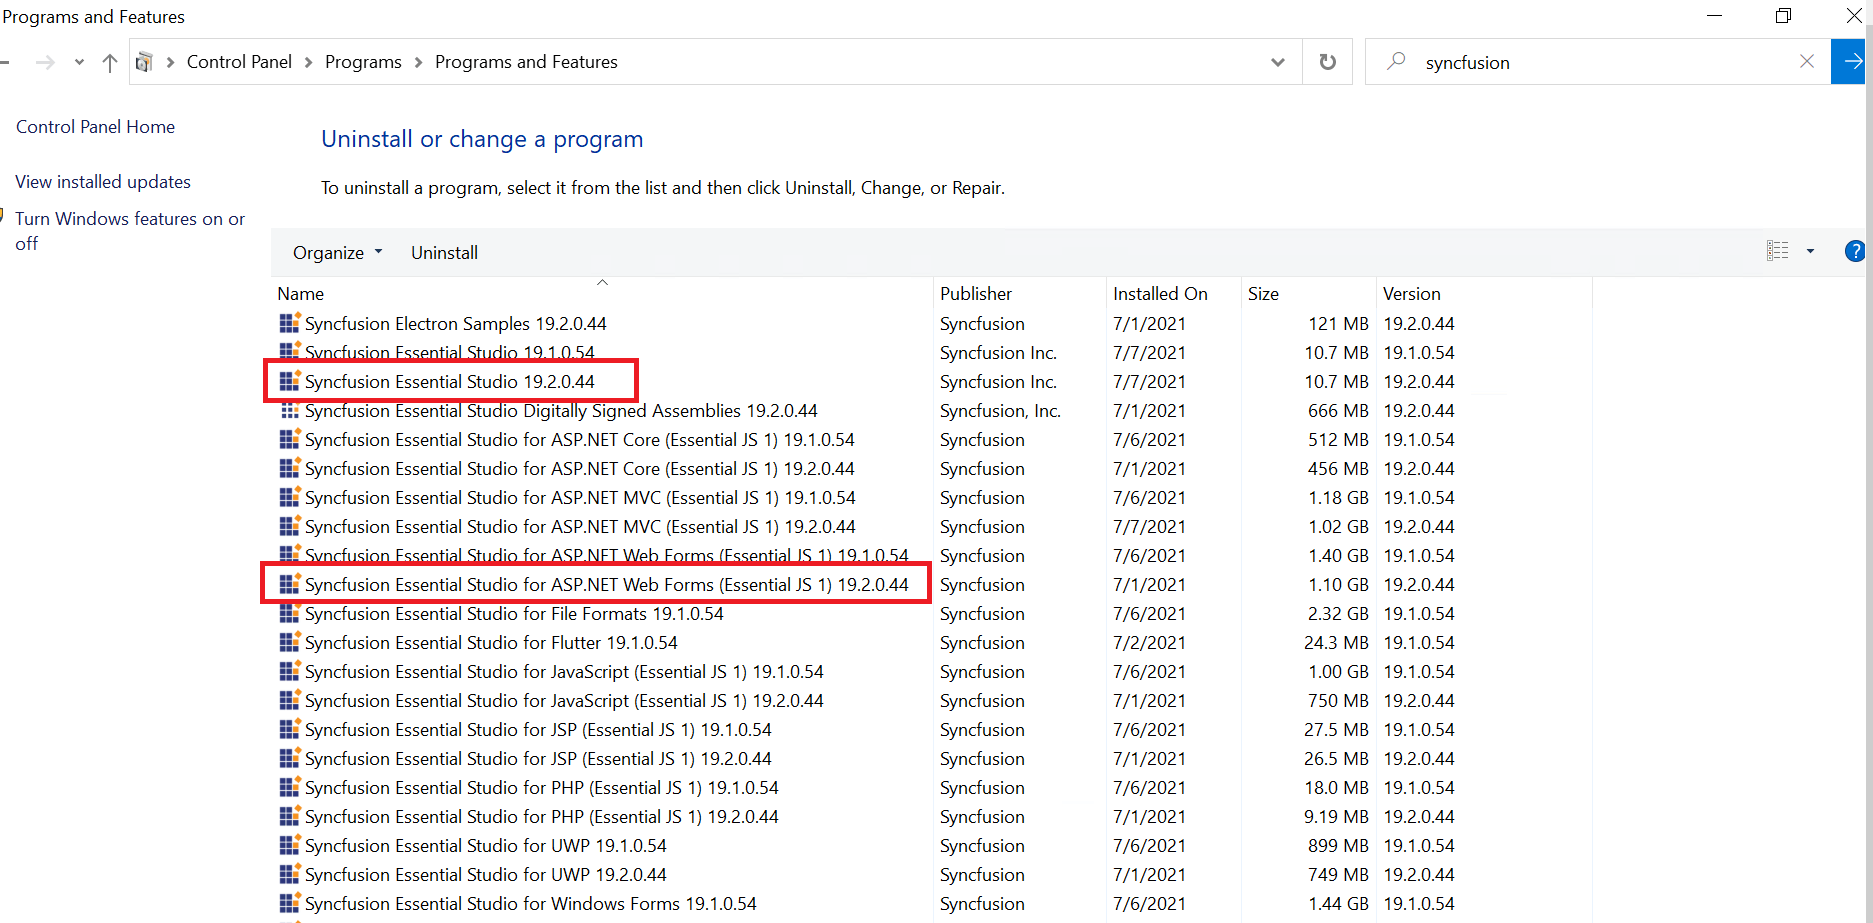 Programs and Features
Control Panel > Programs > Programs and Features
syncfusion
Control Panel Home
View installed updates
Turn Windows features on or
off
Uninstall or change a program
To uninstall a program, select it from the list and then click Uninstall, Change, or Repair.
Organize Uninstall ?
Name Publisher Installed On Size Version
Syncfusion Electron Samples 19.2.0.44 Syncfusion 7/1/2021 121 MB 19.2.0.44
Syncfusion Essential Studio 19.1.0.54 Syncfusion Inc. 7/7/2021 10.7 MB 19.1.0.54
Syncfusion Essential Studio 19.2.0.44 Syncfusion Inc. 7/7/2021 10.7 MB 19.2.0.44
Syncfusion Essential Studio Digitally Signed Assemblies 19.2.0.44 Syncfusion, Inc. 7/1/2021 666 MB 19.2.0.44
Syncfusion Essential Studio for ASP.NET Core (Essential JS 1) 19.1.0.54 Syncfusion 7/6/2021 512 MB 19.1.0.54
Syncfusion Essential Studio for ASP.NET Core (Essential JS 1) 19.2.0.44 Syncfusion 7/1/2021 456 MB 19.2.0.44
Syncfusion Essential Studio for ASP.NET MVC (Essential JS 1) 19.1.0.54 Syncfusion 7/6/2021 1.18 GB 19.1.0.54
Syncfusion Essential Studio for ASP.NET MVC (Essential JS 1) 19.2.0.44 Syncfusion 7/7/2021 1.02 GB 19.2.0.44
Syncfusion Essential Studio for ASP.NET Web Forms (Essential JS 1) 19.1.0.54 Syncfusion 7/6/2021 1.40 GB 19.1.0.54
Syncfusion Essential Studio for ASP.NET Web Forms (Essential JS 1) 19.2.0.44 Syncfusion 7/1/2021 1.10 GB 19.2.0.44
Syncfusion Essential Studio for File Formats 19.1.0.54 Syncfusion 7/6/2021 2.32 GB 19.1.0.54
Syncfusion Essential Studio for Flutter 19.1.0.54 Syncfusion 7/2/2021 24.3 MB 19.1.0.54
Syncfusion Essential Studio for JavaScript (Essential JS 1) 19.1.0.54 Syncfusion 7/6/2021 1.00 GB 19.1.0.54
Syncfusion Essential Studio for JavaScript (Essential JS 1) 19.2.0.44 Syncfusion 7/1/2021 750 MB 19.2.0.44
Syncfusion Essential Studio for JSP (Essential JS 1) 19.1.0.54 Syncfusion 7/6/2021 27.5 MB 19.1.0.54
Syncfusion Essential Studio for JSP (Essential JS 1) 19.2.0.44 Syncfusion 7/1/2021 26.5 MB 19.2.0.44
Syncfusion Essential Studio for PHP (Essential JS 1) 19.1.0.54 Syncfusion 7/6/2021 18.0 MB 19.1.0.54
Syncfusion Essential Studio for PHP (Essential JS 1) 19.2.0.44 Syncfusion 7/1/2021 9.19 MB 19.2.0.44
Syncfusion Essential Studio for UWP 19.1.0.54 Syncfusion 7/6/2021 899 MB 19.1.0.54
Syncfusion Essential Studio for UWP 19.2.0.44 Syncfusion 7/1/2021 749 MB 19.2.0.44
Syncfusion Essential Studio for Windows Forms 19.1.0.54 Syncfusion 7/6/2021 1.44 GB 19.1.0.54